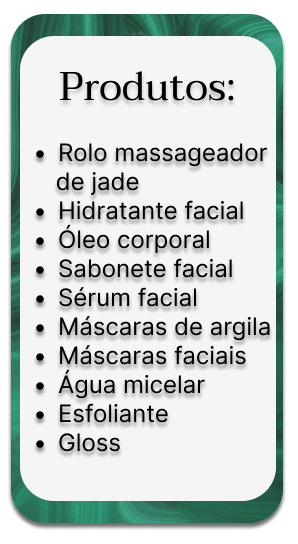 Produtos:
• Rolo massageador
de jade
• Hidratante facial
• Óleo corporal
• Sabonete facial
• Sérum facial
• Máscaras de argila
• Máscaras faciais
• Água micelar
• Esfoliante
• Gloss